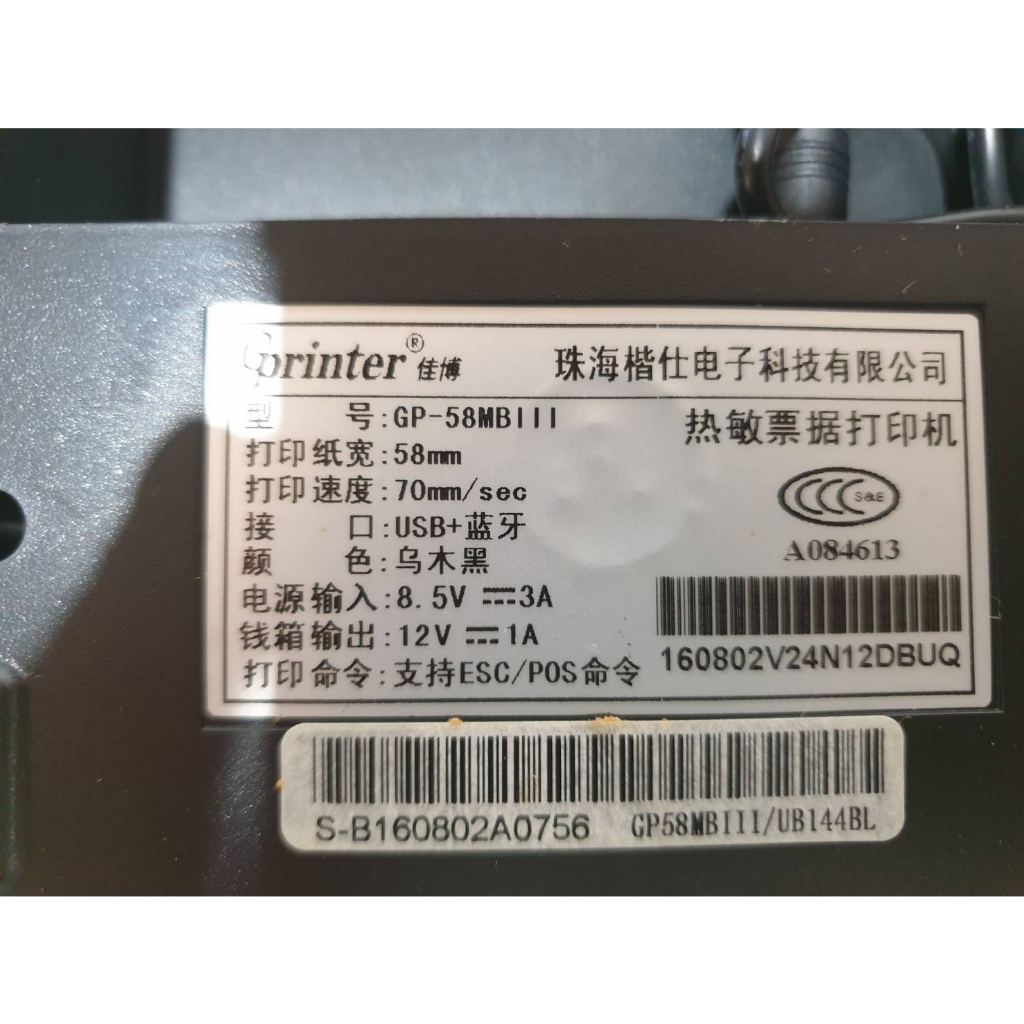 Gprinter® 佳博 珠海楷仕电子科技有限公司
型 号:GP-58MBIII 热敏票据打印机
打印纸宽:58mm
打印速度:70mm/sec
接 口:USB+蓝牙
颜 色:乌木黑
电源输入:8.5V ⎓3A
钱箱输出:12V ⎓1A
打印命令:支持ESC/POS命令
CCC S&E
A084613
160802V24N12DBUQ
S-B160802A0756 GP58MBIII/UB144BL